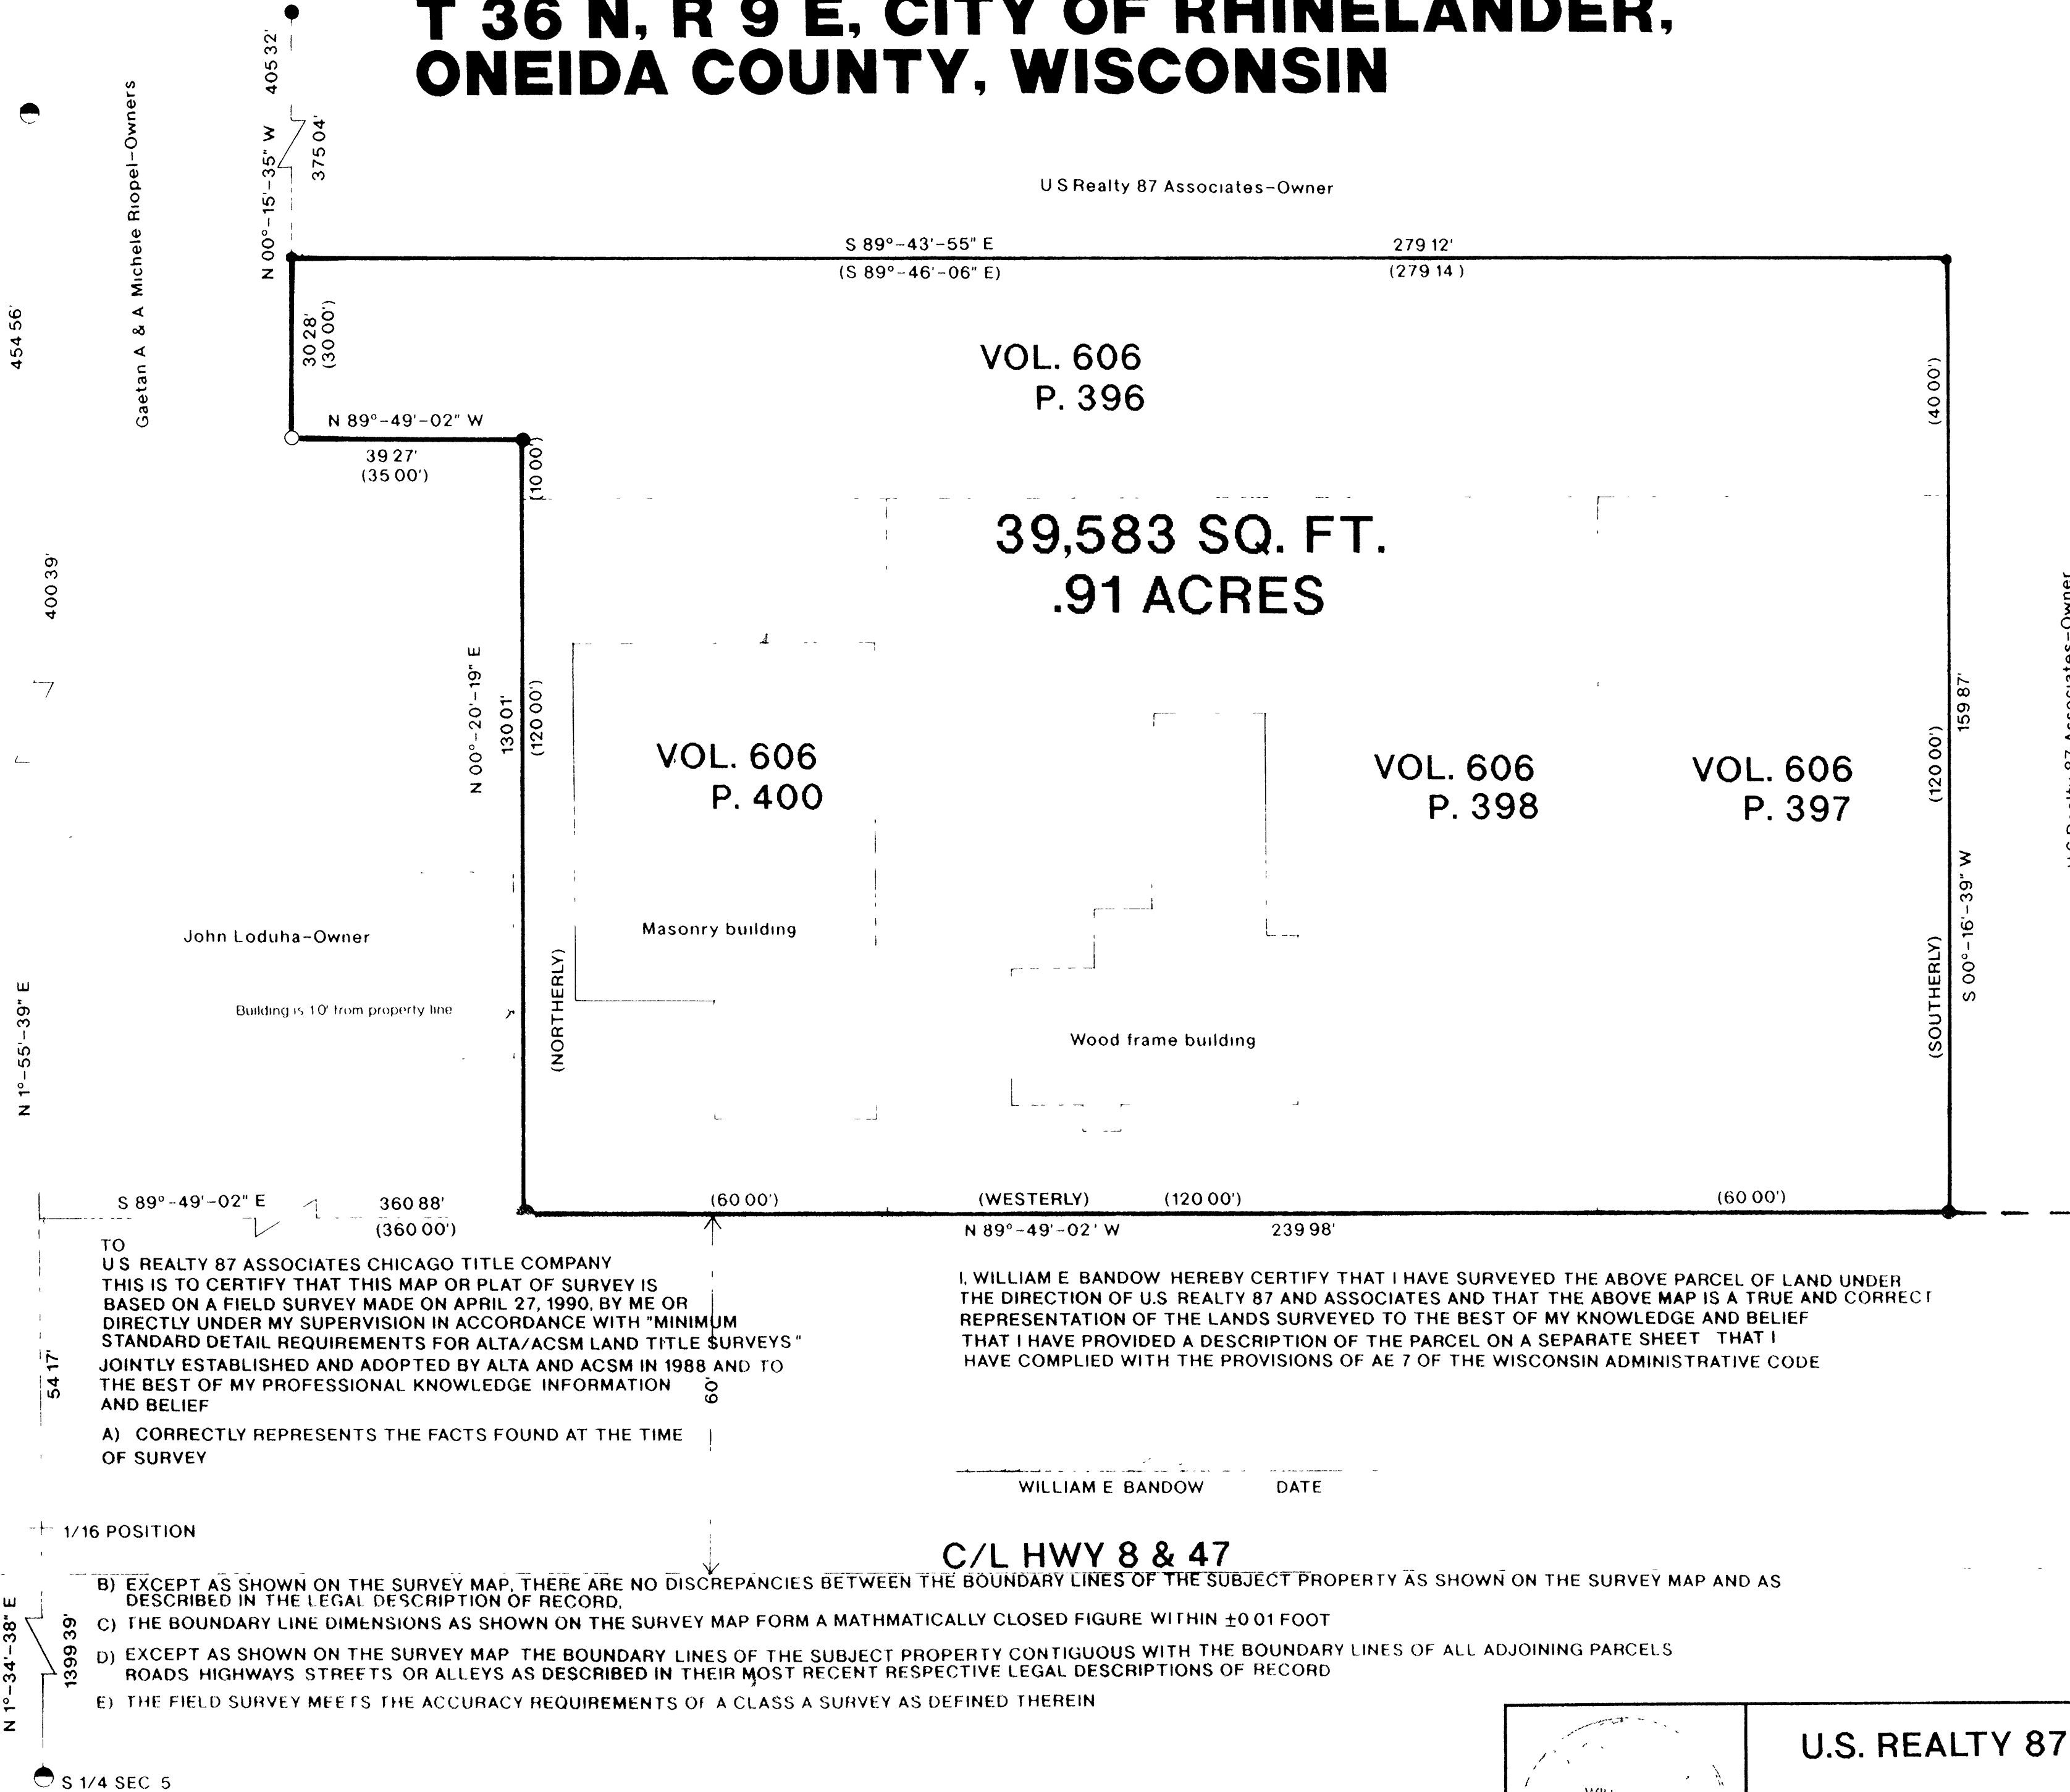 T 36 N, R 9 E, CITY OF RHINELANDER,
ONEIDA COUNTY, WISCONSIN
405 32'
N 00°-15'-35" W
375 04'
Gaetan A & A Michele Riopel-Owners
454 56'
400 39'
N 1°-55'-39" E
U S Realty 87 Associates-Owner
S 89°-43'-55" E 279 12'
(S 89°-46'-06" E) (279 14 )
30 28'
(30 00')
N 89°-49'-02" W
39 27'
(35 00')
(10 00')
(40 00')
VOL. 606
P. 396
39,583 SQ. FT.
.91 ACRES
N 00°-20'-19" E
130 01'
(120 00')
(NORTHERLY)
VOL. 606
P. 400
VOL. 606
P. 398
VOL. 606
P. 397
(120 00')
159 87'
(SOUTHERLY)
S 00°-16'-39" W
John Loduha-Owner
Building is 10' from property line
Masonry building
Wood frame building
S 89°-49'-02" E 360 88'
(360 00')
(60 00') (WESTERLY) (120 00') (60 00')
N 89°-49'-02' W 239 98'
TO
U S REALTY 87 ASSOCIATES CHICAGO TITLE COMPANY
THIS IS TO CERTIFY THAT THIS MAP OR PLAT OF SURVEY IS
BASED ON A FIELD SURVEY MADE ON APRIL 27, 1990, BY ME OR
DIRECTLY UNDER MY SUPERVISION IN ACCORDANCE WITH "MINIMUM
STANDARD DETAIL REQUIREMENTS FOR ALTA/ACSM LAND TITLE SURVEYS"
JOINTLY ESTABLISHED AND ADOPTED BY ALTA AND ACSM IN 1988 AND TO
THE BEST OF MY PROFESSIONAL KNOWLEDGE INFORMATION
AND BELIEF
A) CORRECTLY REPRESENTS THE FACTS FOUND AT THE TIME
OF SURVEY
60'
54 17'
I, WILLIAM E BANDOW HEREBY CERTIFY THAT I HAVE SURVEYED THE ABOVE PARCEL OF LAND UNDER
THE DIRECTION OF U.S REALTY 87 AND ASSOCIATES AND THAT THE ABOVE MAP IS A TRUE AND CORRECT
REPRESENTATION OF THE LANDS SURVEYED TO THE BEST OF MY KNOWLEDGE AND BELIEF
THAT I HAVE PROVIDED A DESCRIPTION OF THE PARCEL ON A SEPARATE SHEET THAT I
HAVE COMPLIED WITH THE PROVISIONS OF AE 7 OF THE WISCONSIN ADMINISTRATIVE CODE
WILLIAM E BANDOW DATE
1/16 POSITION
C/L HWY 8 & 47
B) EXCEPT AS SHOWN ON THE SURVEY MAP, THERE ARE NO DISCREPANCIES BETWEEN THE BOUNDARY LINES OF THE SUBJECT PROPERTY AS SHOWN ON THE SURVEY MAP AND AS
DESCRIBED IN THE LEGAL DESCRIPTION OF RECORD,
C) THE BOUNDARY LINE DIMENSIONS AS SHOWN ON THE SURVEY MAP FORM A MATHMATICALLY CLOSED FIGURE WITHIN ±0 01 FOOT
D) EXCEPT AS SHOWN ON THE SURVEY MAP THE BOUNDARY LINES OF THE SUBJECT PROPERTY CONTIGUOUS WITH THE BOUNDARY LINES OF ALL ADJOINING PARCELS
ROADS HIGHWAYS STREETS OR ALLEYS AS DESCRIBED IN THEIR MOST RECENT RESPECTIVE LEGAL DESCRIPTIONS OF RECORD
E) THE FIELD SURVEY MEETS THE ACCURACY REQUIREMENTS OF A CLASS A SURVEY AS DEFINED THEREIN
N 1°-34'-38" E
1399 39'
S 1/4 SEC 5
U.S. REALTY 87